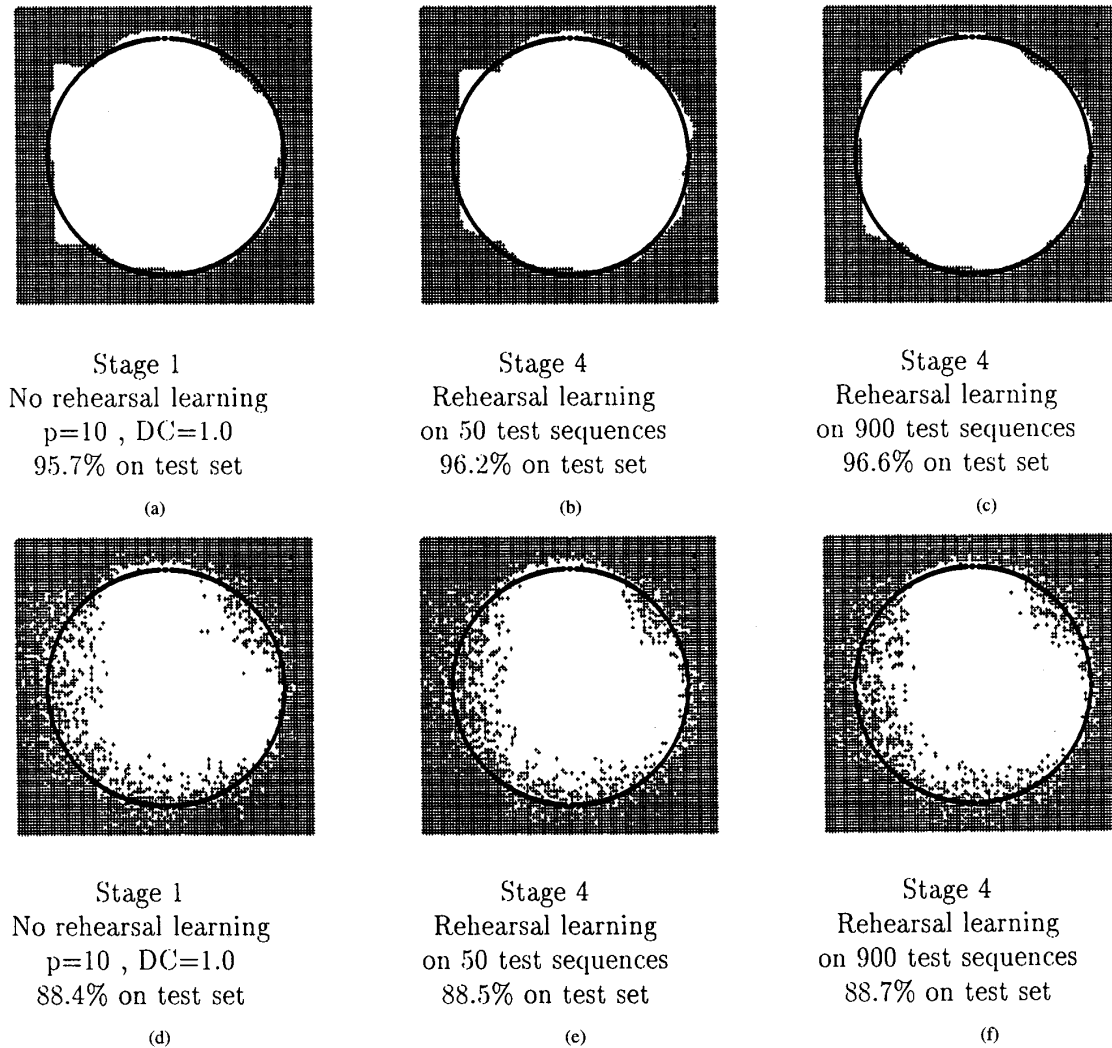 Stage 1
No rehearsal learning
p=10 , DC=1.0
95.7% on test set
(a)
Stage 4
Rehearsal learning
on 50 test sequences
96.2% on test set
(b)
Stage 4
Rehearsal learning
on 900 test sequences
96.6% on test set
(c)
Stage 1
No rehearsal learning
p=10 , DC=1.0
88.4% on test set
(d)
Stage 4
Rehearsal learning
on 50 test sequences
88.5% on test set
(e)
Stage 4
Rehearsal learning
on 900 test sequences
88.7% on test set
(f)